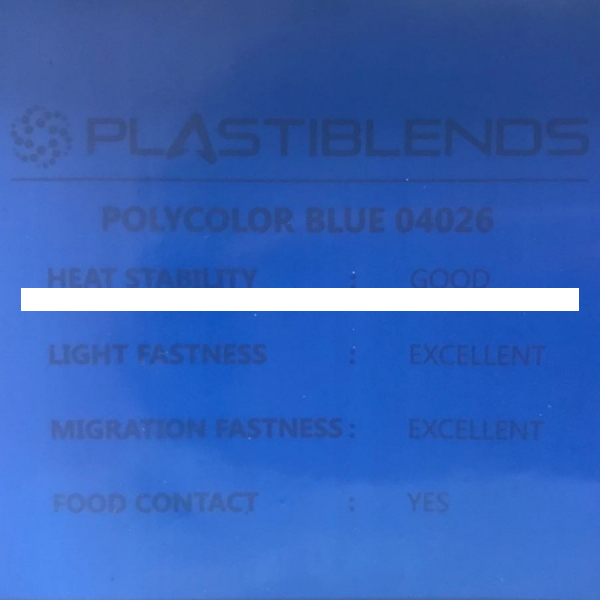 PLASTIBLENDS
POLYCOLOR BLUE 04026
HEAT STABILITY : GOOD
LIGHT FASTNESS : EXCELLENT
MIGRATION FASTNESS : EXCELLENT
FOOD CONTACT : YES